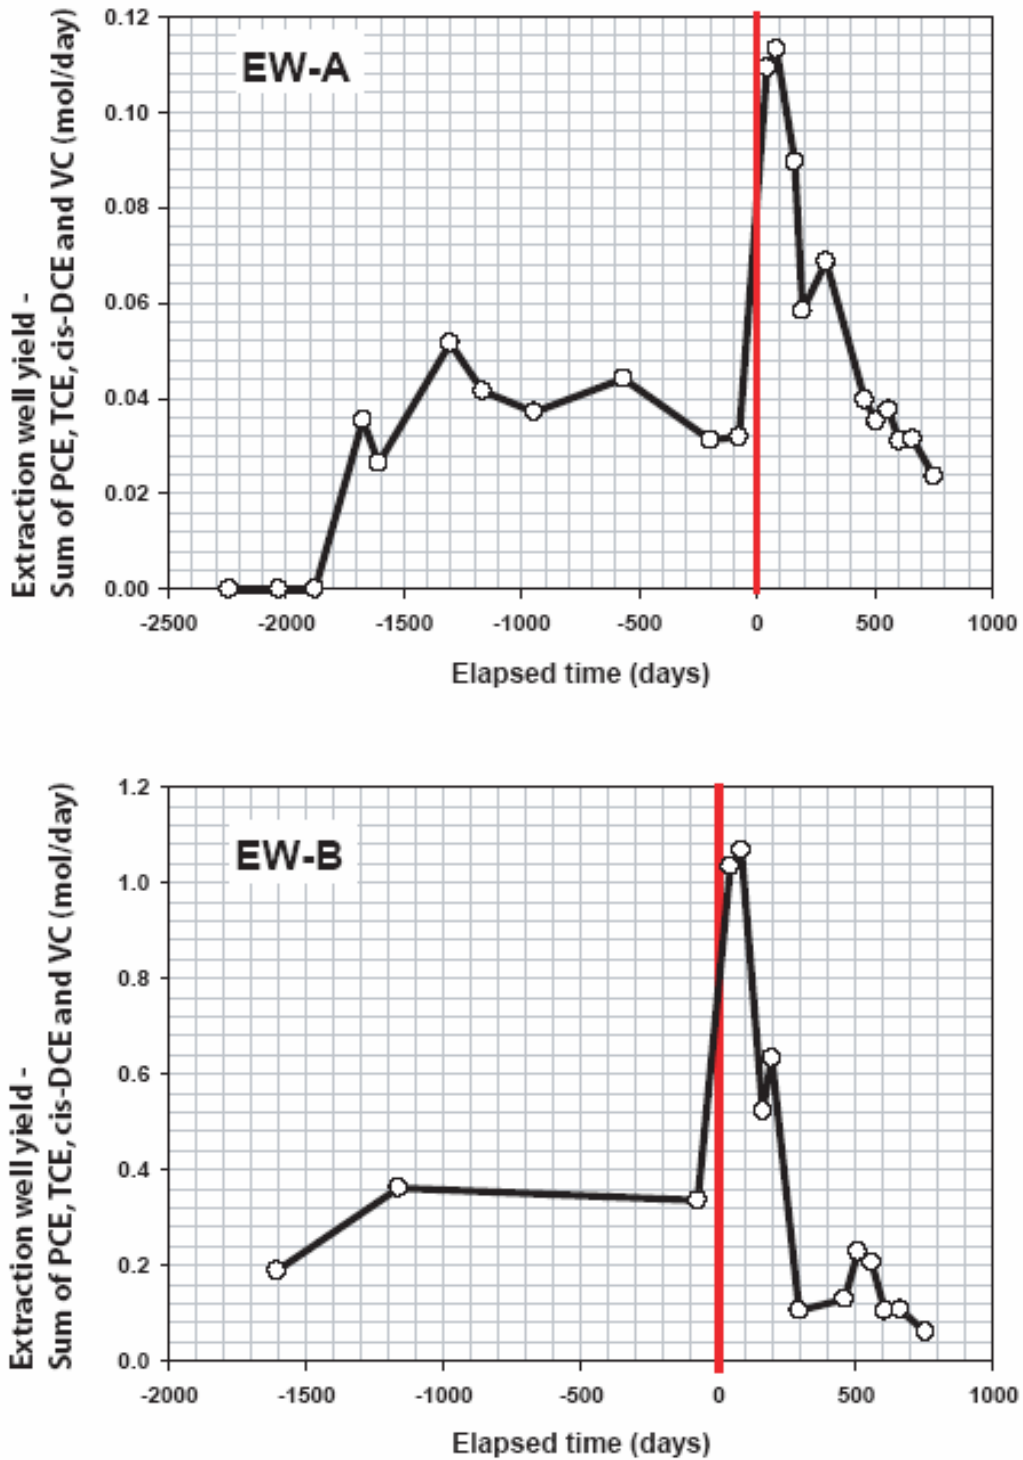 EW-A
Extraction well yield -
Sum of PCE, TCE, cis-DCE and VC (mol/day)
0.12
0.10
0.08
0.06
0.04
0.02
0.00
-2500 -2000 -1500 -1000 -500 0 500 1000
Elapsed time (days)
EW-B
Extraction well yield -
Sum of PCE, TCE, cis-DCE and VC (mol/day)
1.2
1.0
0.8
0.6
0.4
0.2
0.0
-2000 -1500 -1000 -500 0 500 1000
Elapsed time (days)